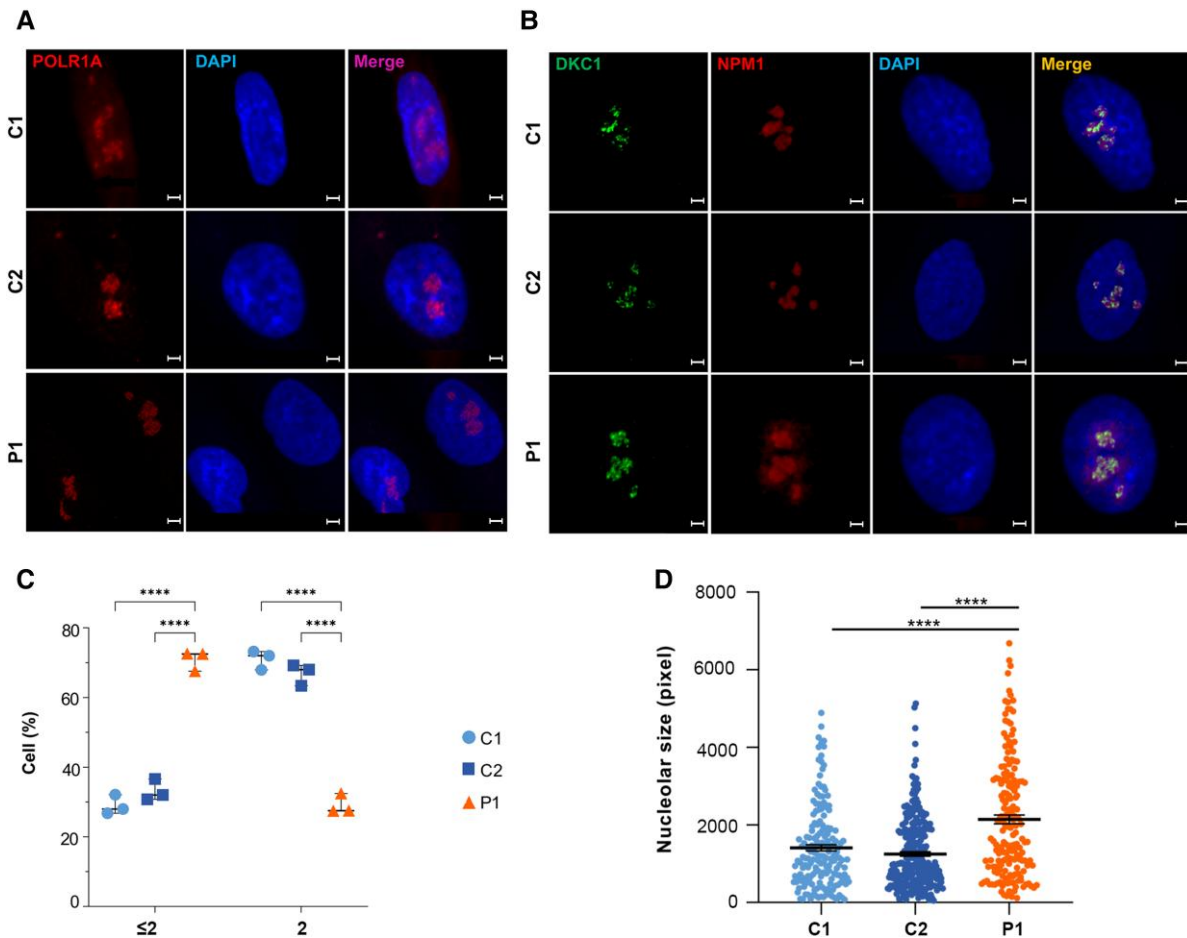 A
POLR1A DAPI Merge
C1
C2
P1
B
DKC1 NPM1 DAPI Merge
C1
C2
P1
C
**** ****
**** ****
80
60
40
20
0
Cell (%)
≤2 2
C1
C2
P1
D
8000
6000
4000
2000
0
Nucleolar size (pixel)
****
****
C1 C2 P1